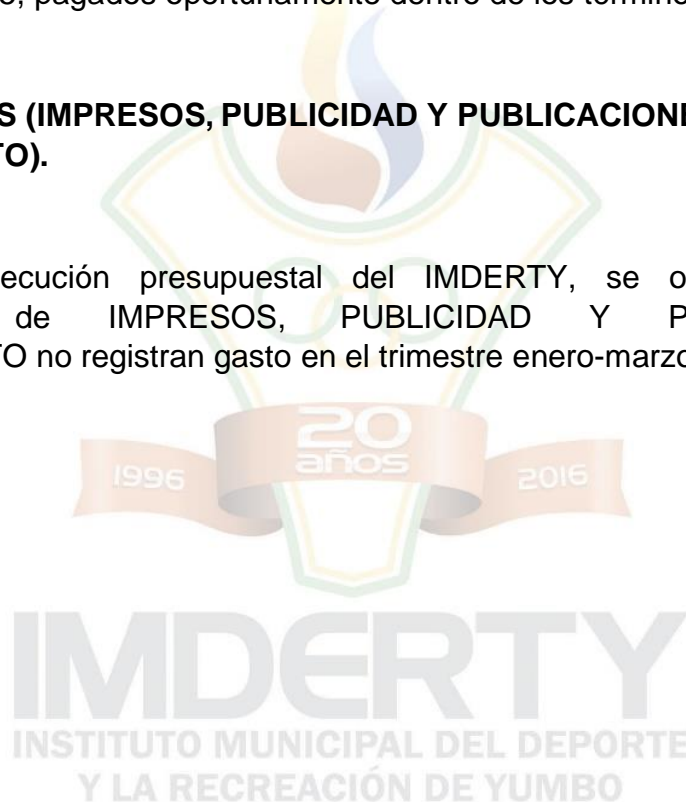 o, pagados oportunamente dentro de los término
S (IMPRESOS, PUBLICIDAD Y PUBLICACION
TO).
ecución presupuestal del IMDERTY, se o
de IMPRESOS, PUBLICIDAD Y P
TO no registran gasto en el trimestre enero-marzo
20
años
1996
2016
IMDERTY
INSTITUTO MUNICIPAL DEL DEPORTE
Y LA RECREACIÓN DE YUMBO